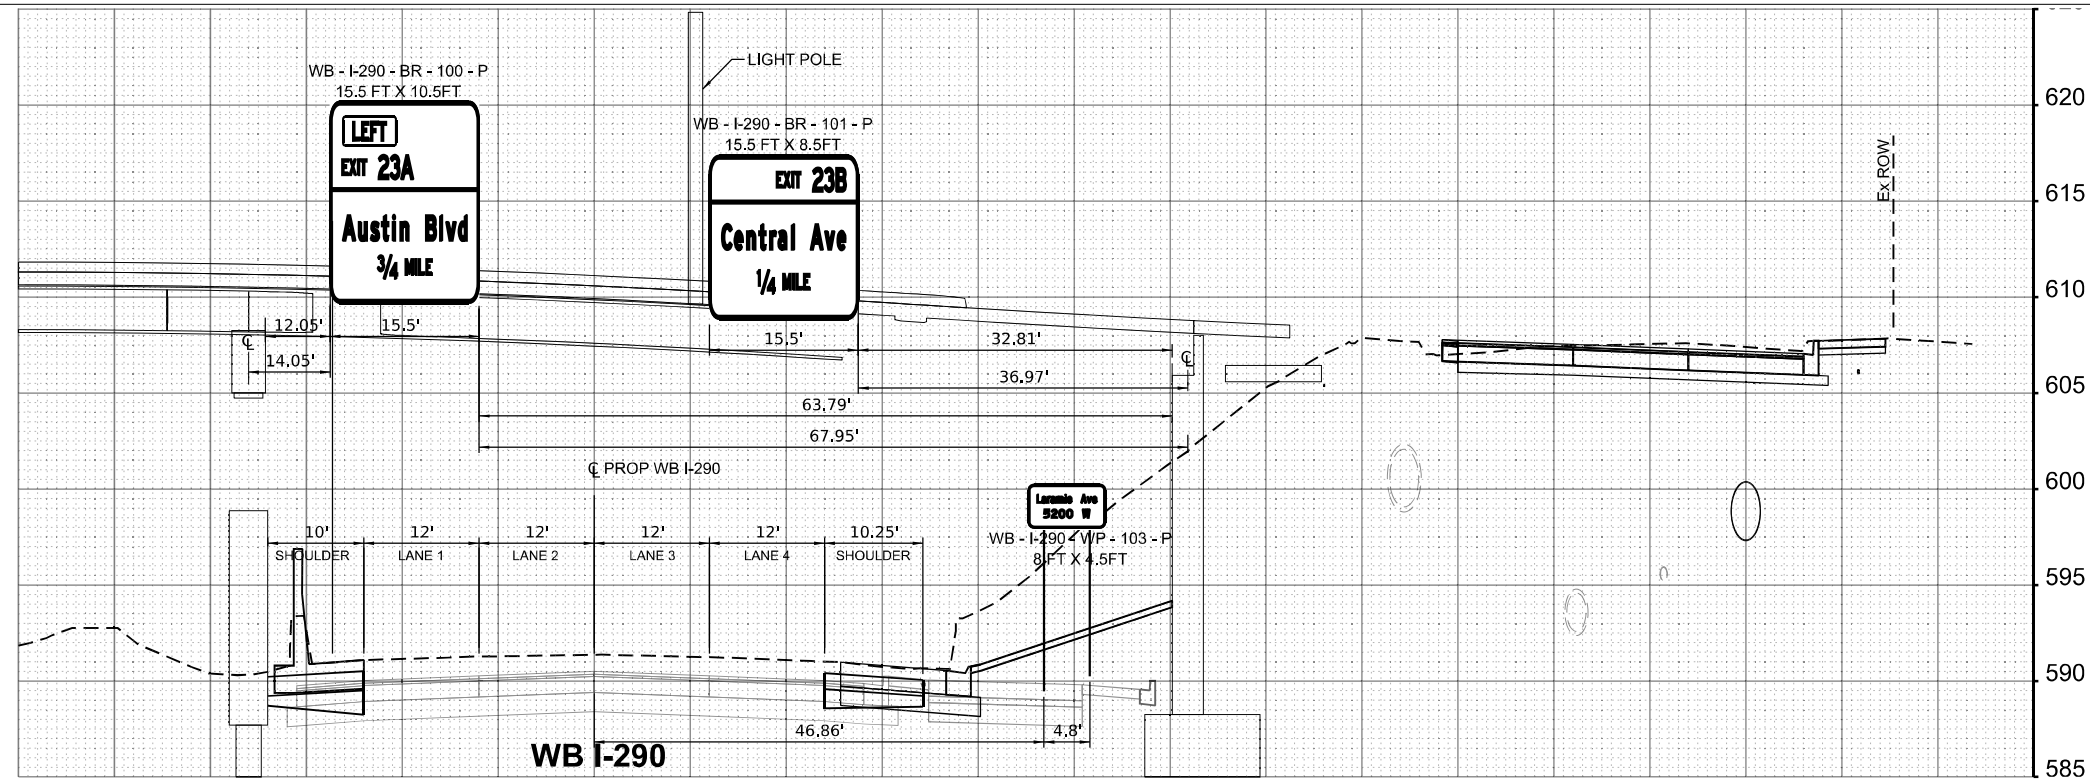 LIGHT POLE
WB - I-290 - BR - 100 - P
15.5 FT X 10.5FT
LEFT
EXIT 23A
Austin Blvd
3/4 MILE
WB - I-290 - BR - 101 - P
15.5 FT X 8.5FT
EXIT 23B
Central Ave
1/4 MILE
Ex ROW
620
615
610
605
600
595
590
585
12.05'
15.5'
15.5'
32.81'
℄
14.05'
℄
36.97'
63.79'
67.95'
℄ PROP WB I-290
Laramie Ave
5200 W
WB - I-290 - WP - 103 - P
8 FT X 4.5FT
10'
12'
12'
12'
12'
10.25'
SHOULDER
LANE 1
LANE 2
LANE 3
LANE 4
SHOULDER
46.86'
4.8'
WB I-290